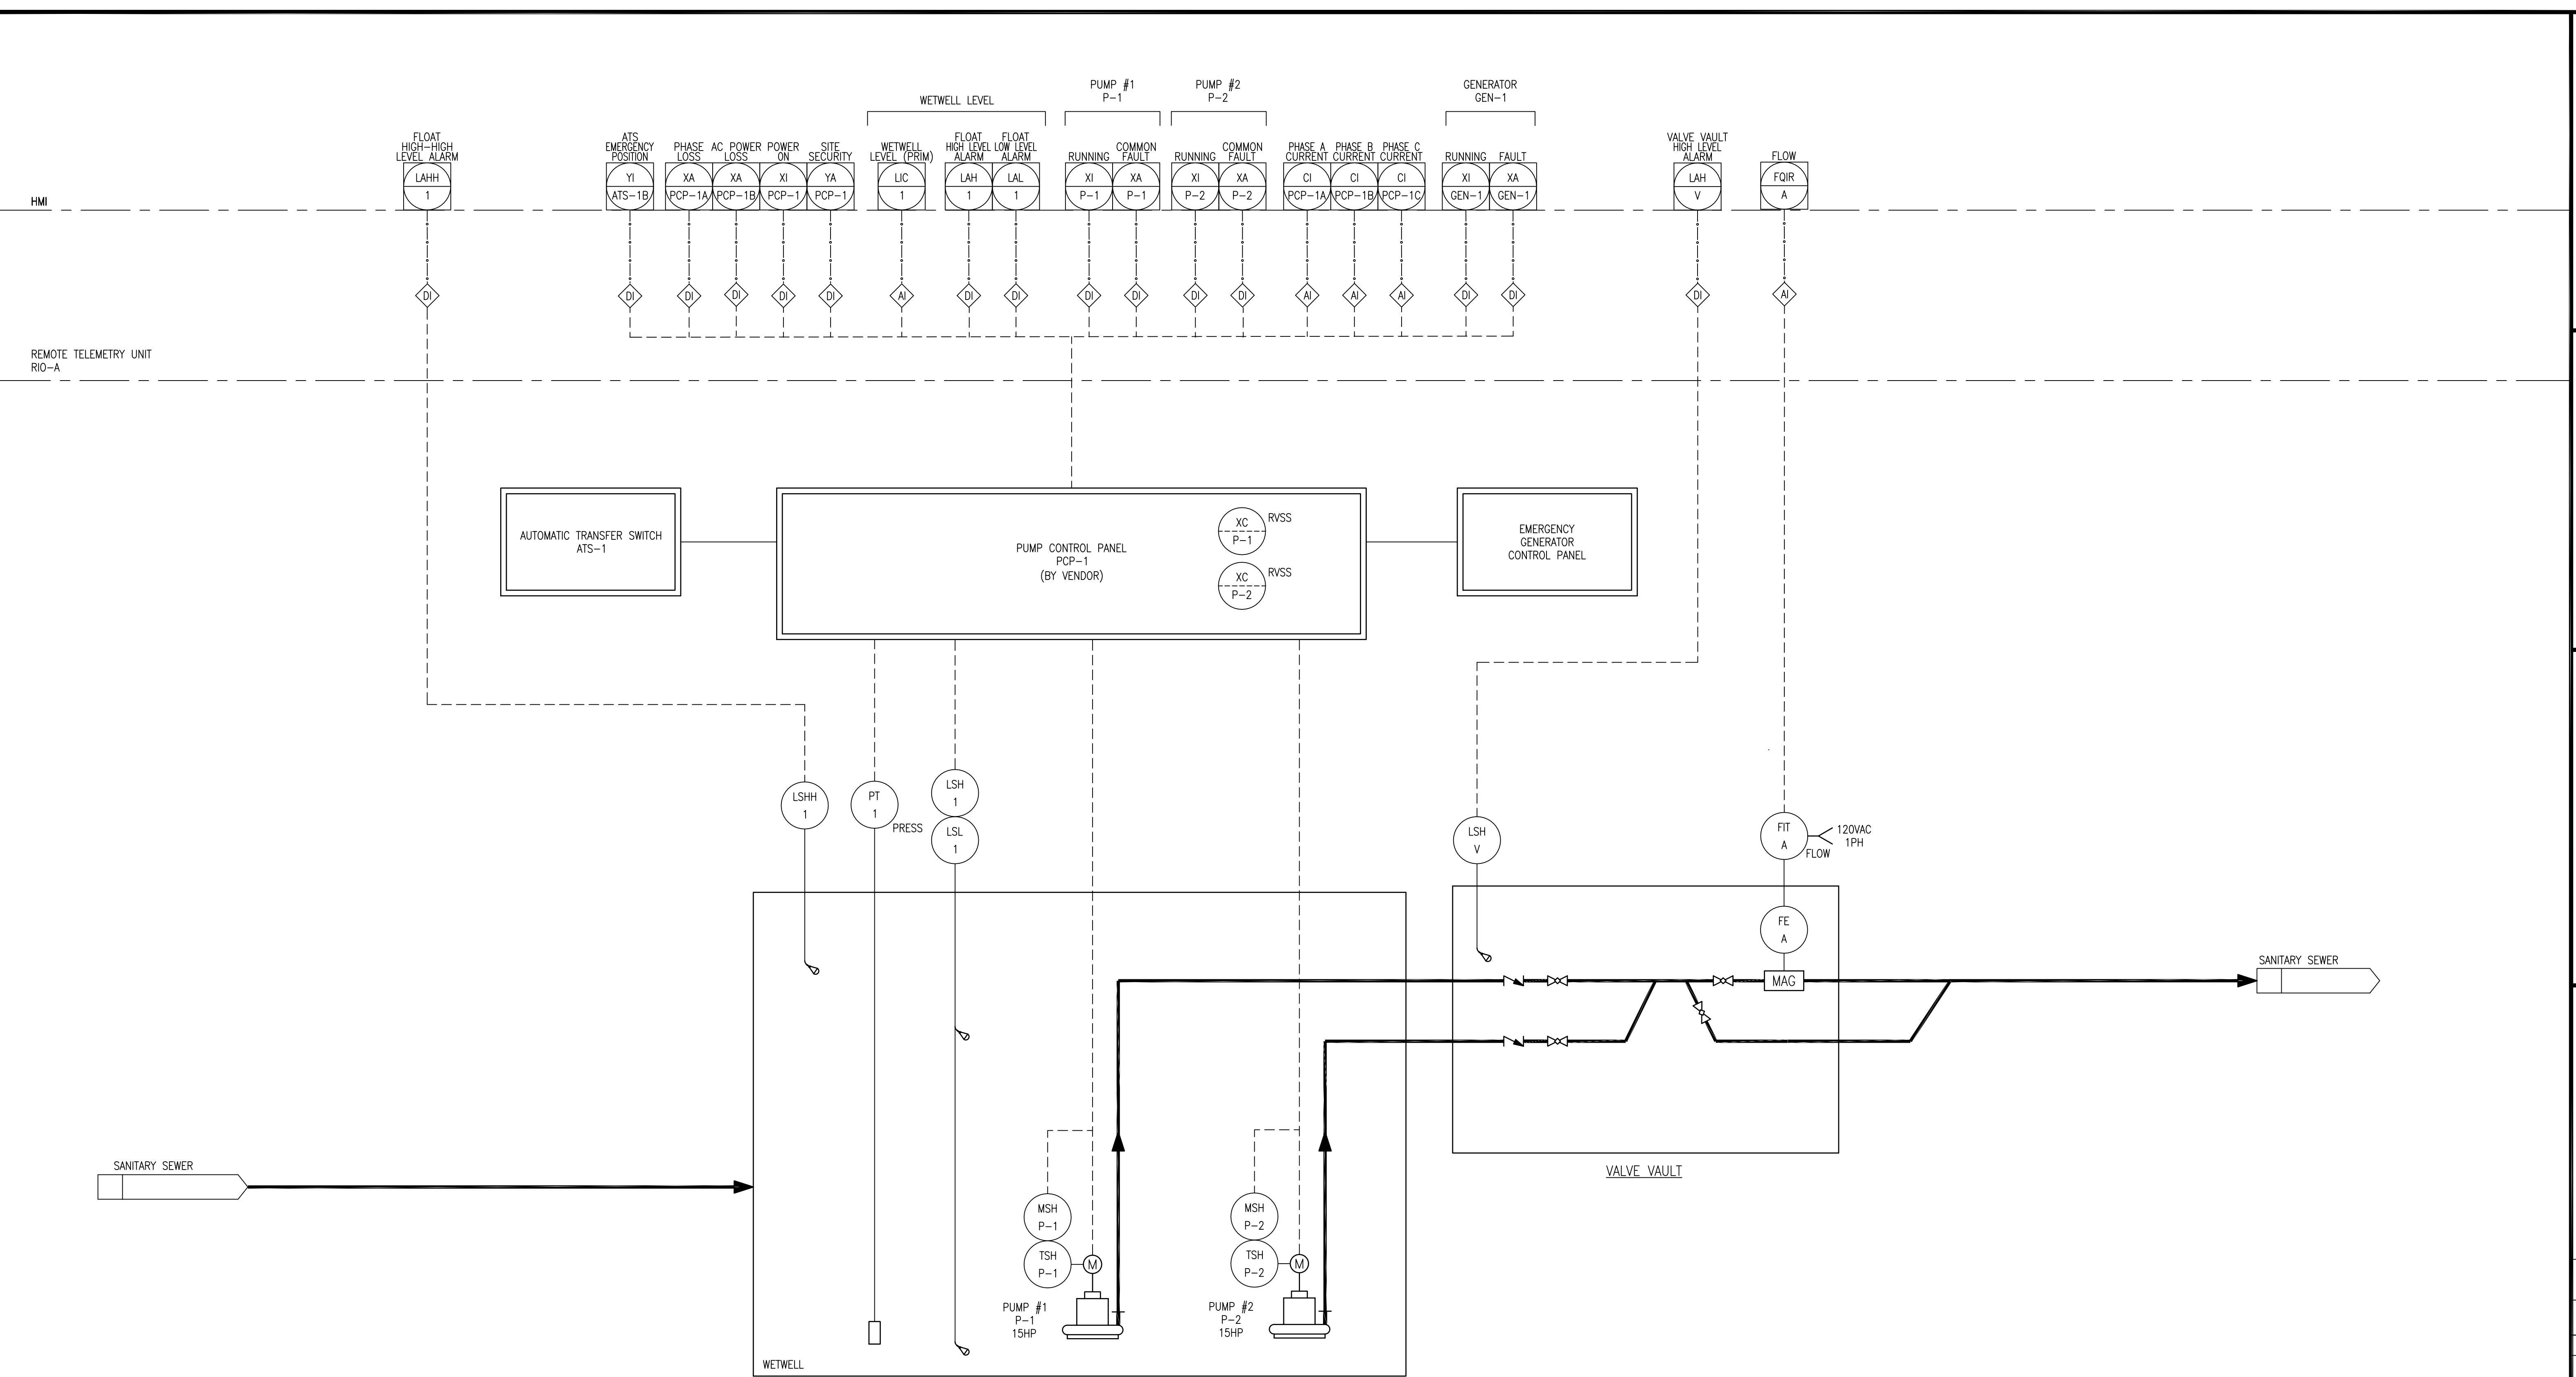 PUMP #1
P-1
PUMP #2
P-2
GENERATOR
GEN-1
WETWELL LEVEL
FLOAT
HIGH-HIGH
LEVEL ALARM
ATS
EMERGENCY
POSITION
PHASE
LOSS
AC POWER
LOSS
POWER
ON
SITE
SECURITY
WETWELL
LEVEL (PRIM)
FLOAT
HIGH LEVEL
ALARM
FLOAT
LOW LEVEL
ALARM
RUNNING
COMMON
FAULT
RUNNING
COMMON
FAULT
PHASE A
CURRENT
PHASE B
CURRENT
PHASE C
CURRENT
RUNNING
FAULT
VALVE VAULT
HIGH LEVEL
ALARM
FLOW
LAHH
1
YI
ATS-1B
XA
PCP-1A
XA
PCP-1B
XI
PCP-1
YA
PCP-1
LIC
1
LAH
1
LAL
1
XI
P-1
XA
P-1
XI
P-2
XA
P-2
CI
PCP-1A
CI
PCP-1B
CI
PCP-1C
XI
GEN-1
XA
GEN-1
LAH
V
FQIR
A
HMI
DI
DI
DI
DI
DI
DI
AI
DI
DI
DI
DI
DI
DI
AI
AI
AI
DI
DI
DI
AI
REMOTE TELEMETRY UNIT
RIO-A
AUTOMATIC TRANSFER SWITCH
ATS-1
PUMP CONTROL PANEL
PCP-1
(BY VENDOR)
XC
P-1
RVSS
XC
P-2
RVSS
EMERGENCY
GENERATOR
CONTROL PANEL
LSHH
1
PT
1
PRESS
LSH
1
LSL
1
LSH
V
FIT
A
FLOW
120VAC
1PH
FE
A
MAG
SANITARY SEWER
VALVE VAULT
SANITARY SEWER
MSH
P-1
TSH
P-1
M
PUMP #1
P-1
15HP
MSH
P-2
TSH
P-2
M
PUMP #2
P-2
15HP
WETWELL